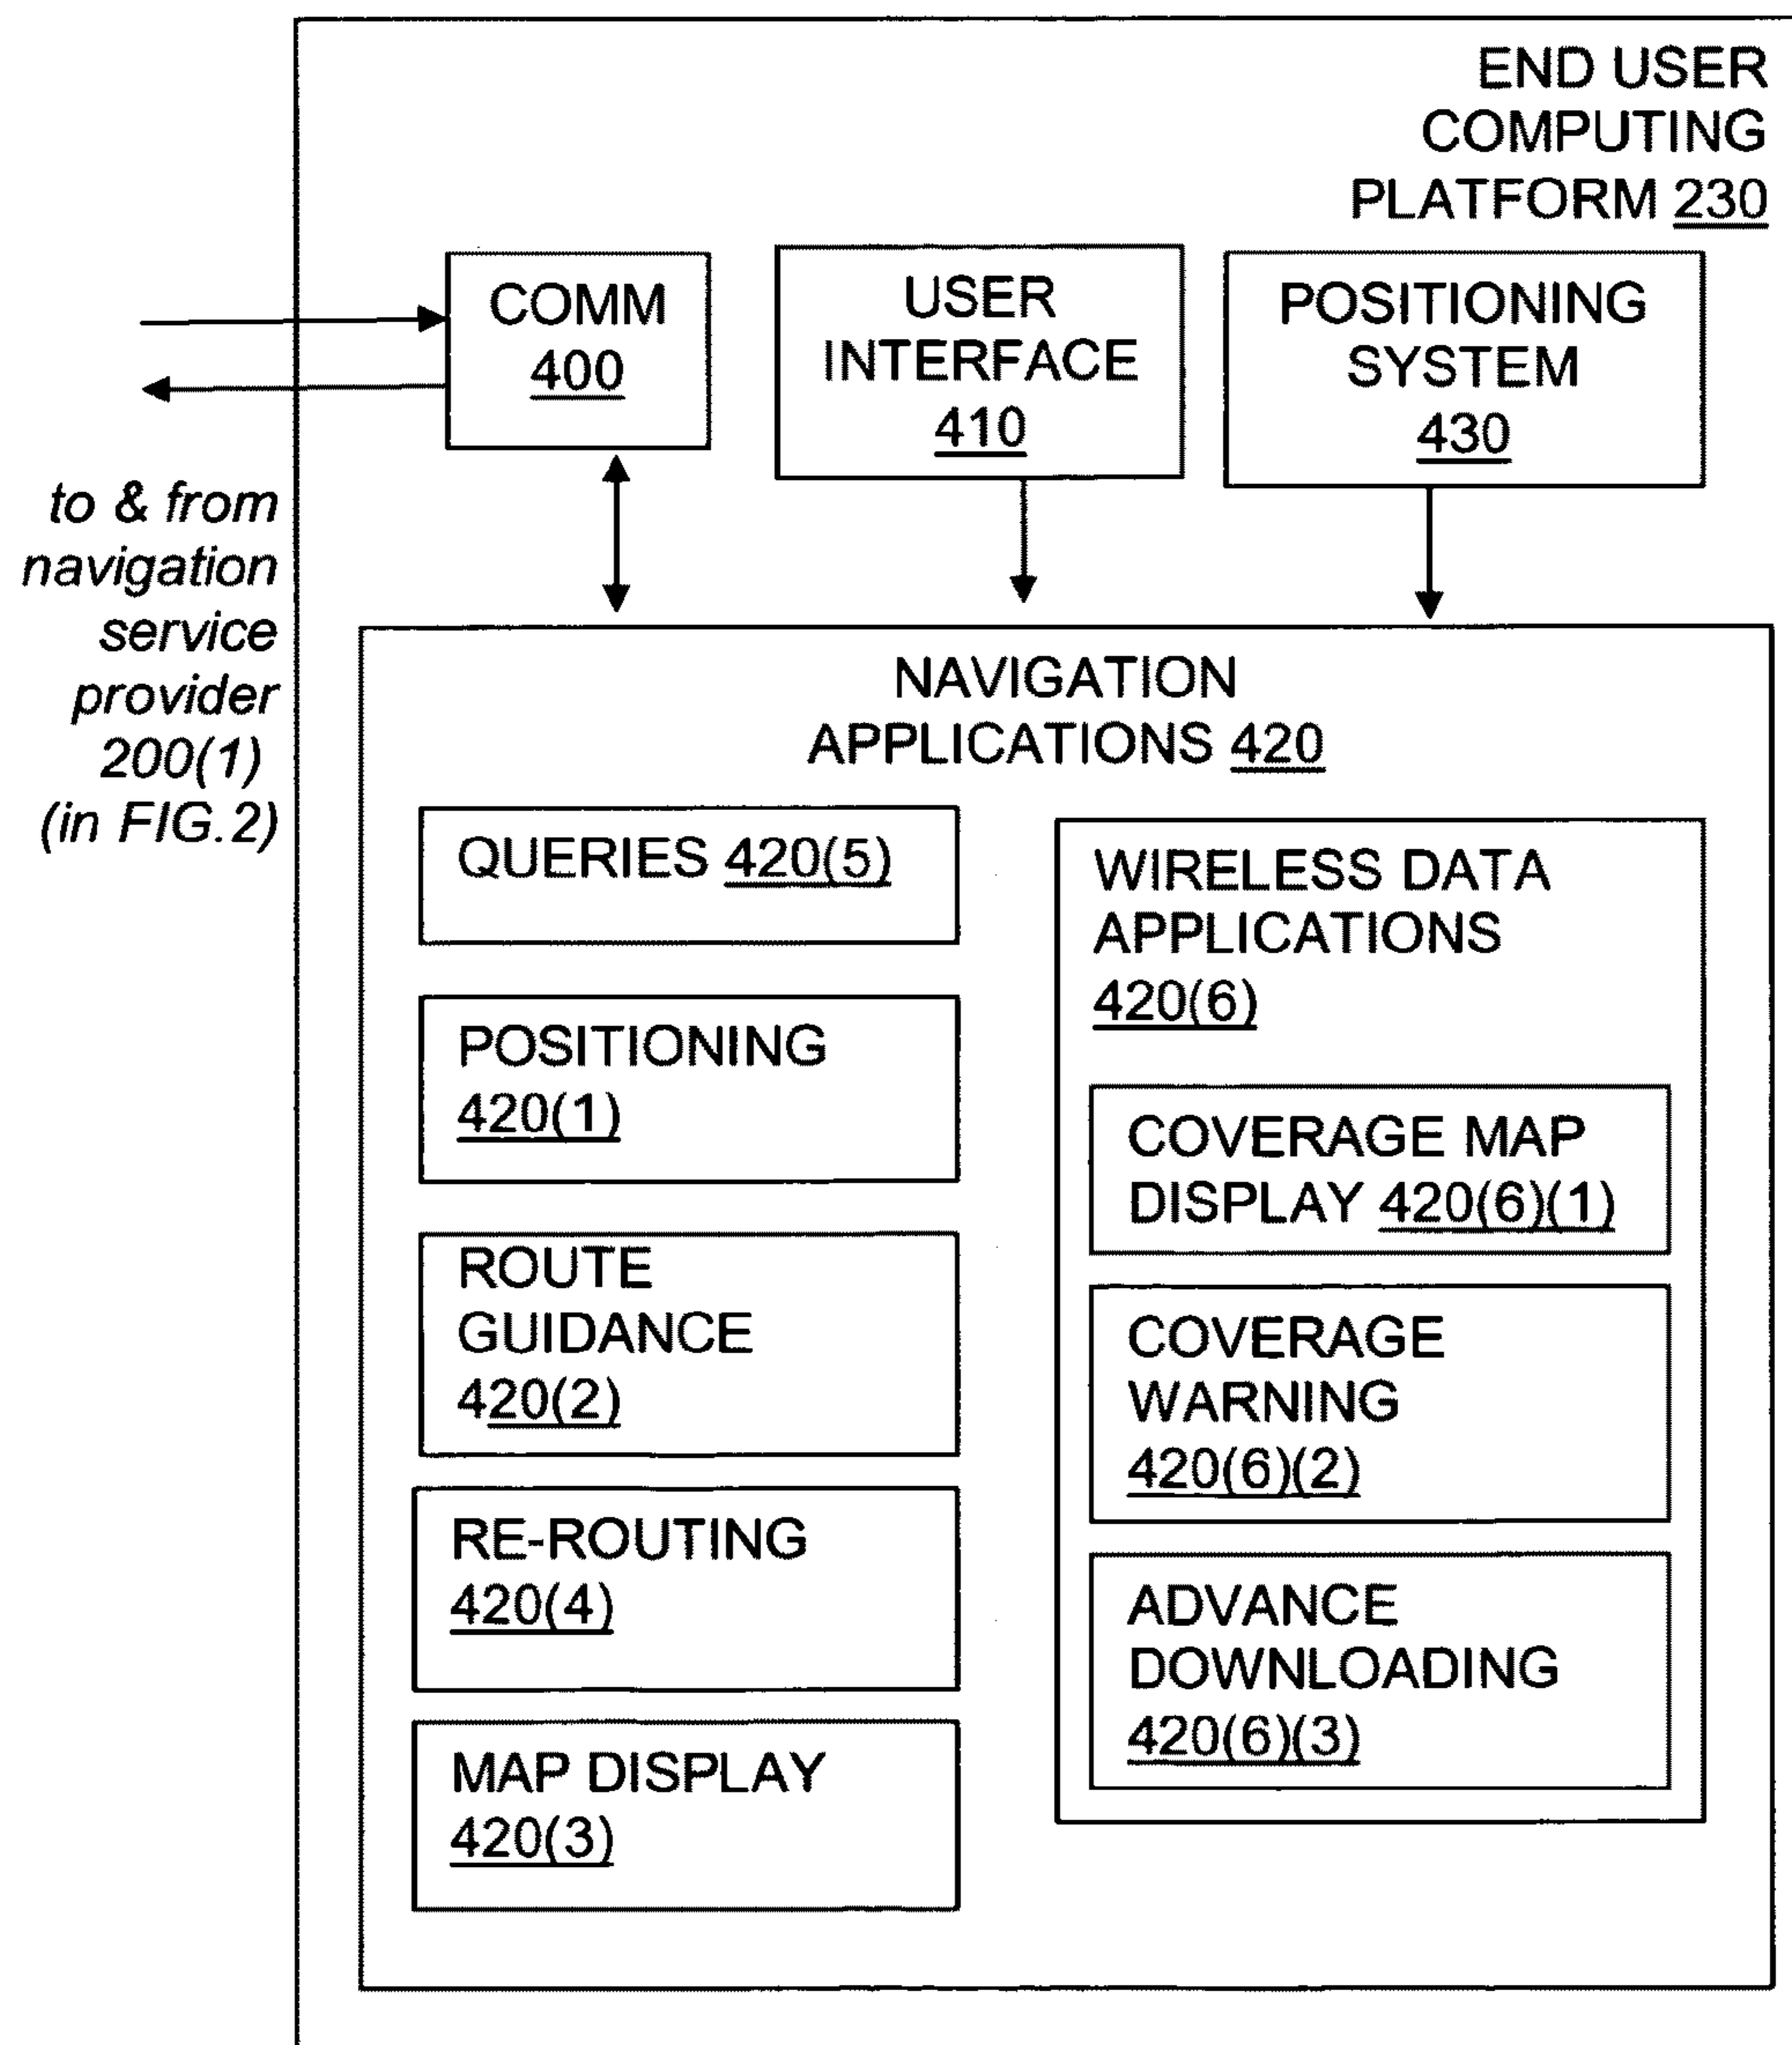 END USER
COMPUTING
PLATFORM 230
COMM
400
USER
INTERFACE
410
POSITIONING
SYSTEM
430
to & from
navigation
service
provider
200(1)
(in FIG.2)
NAVIGATION
APPLICATIONS 420
QUERIES 420(5)
POSITIONING
420(1)
ROUTE
GUIDANCE
420(2)
RE-ROUTING
420(4)
MAP DISPLAY
420(3)
WIRELESS DATA
APPLICATIONS
420(6)
COVERAGE MAP
DISPLAY 420(6)(1)
COVERAGE
WARNING
420(6)(2)
ADVANCE
DOWNLOADING
420(6)(3)